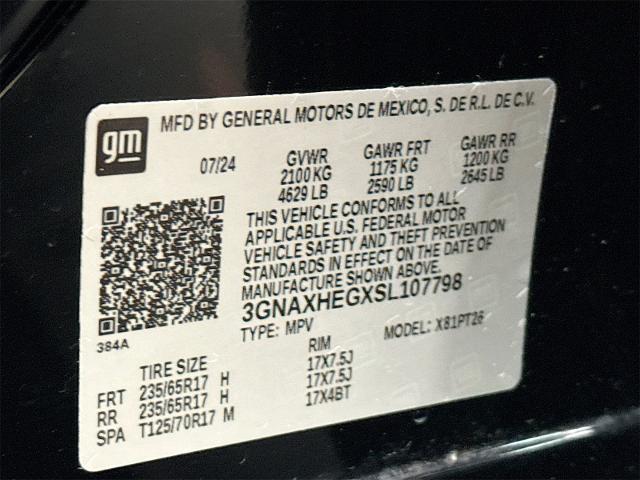 gm
MFD BY GENERAL MOTORS DE MEXICO, S. DE R.L. DE C.V.
07/24 GVWR GAWR FRT GAWR RR
2100 KG 1175 KG 1200 KG
4629 LB 2590 LB 2645 LB
THIS VEHICLE CONFORMS TO ALL
APPLICABLE U.S. FEDERAL MOTOR
VEHICLE SAFETY AND THEFT PREVENTION
STANDARDS IN EFFECT ON THE DATE OF
MANUFACTURE SHOWN ABOVE.
3GNAXHEGXSL107798
TYPE: MPV MODEL: X81PT26
384A
TIRE SIZE RIM
FRT 235/65R17 H 17X7.5J
RR 235/65R17 H 17X7.5J
SPA T125/70R17 M 17X4BT